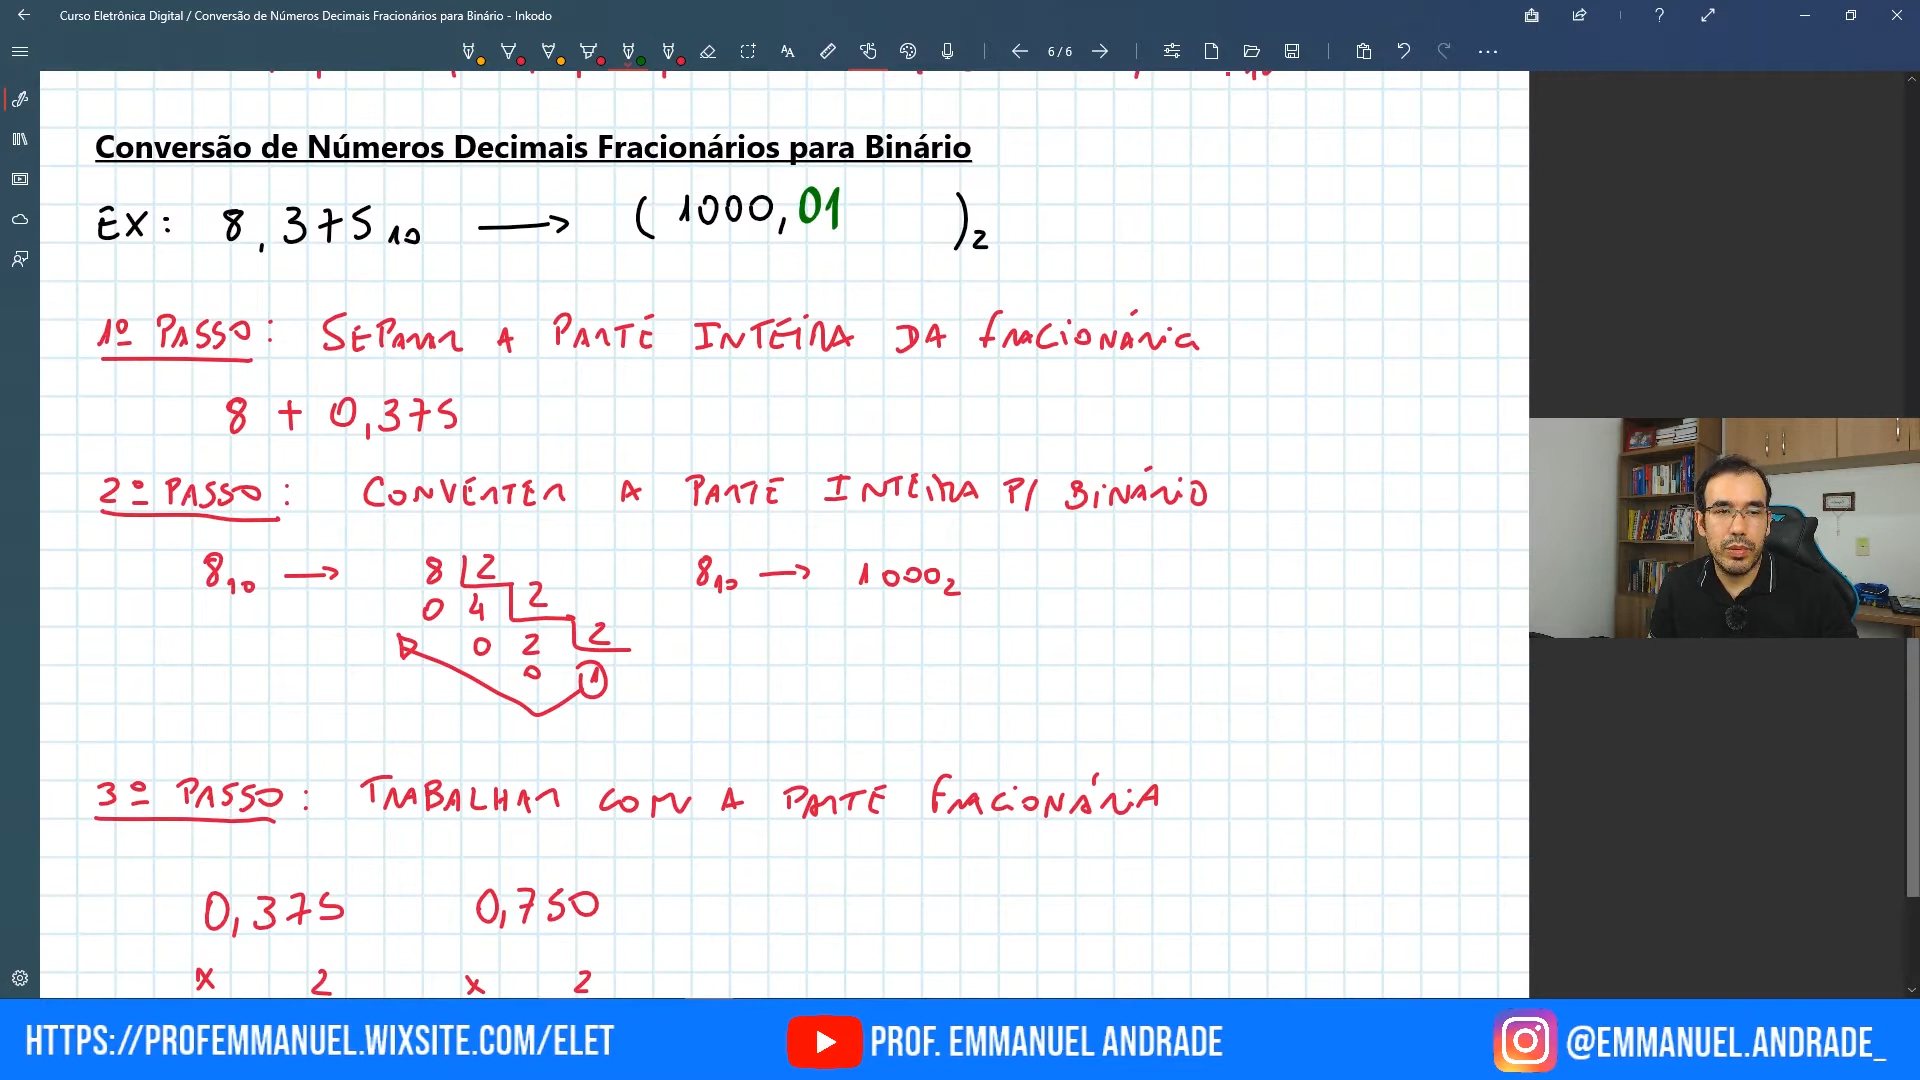 Curso Eletrônica Digital / Conversão de Números Decimais Fracionários para Binário - Inkodo
6/6
Conversão de Números Decimais Fracionários para Binário
EX: 8,375₁₀ → (1000,01 )₂
1º PASSO: SEPARAR A PARTE INTEIRA DA fRACIONÁRIA
8 + 0,375
2º PASSO: CONVERTER A PARTE INTEIRA P/ BINÁRIO
8₁₀ → 8 2 8₁₀ → 1000₂
0 4 2
0 2 2
0 1
3º PASSO: TRABALHAR COM A PARTE FRACIONÁRIA
0,375 0,750
x 2 x 2
HTTPS://PROFEMMANUEL.WIXSITE.COM/ELET PROF. EMMANUEL ANDRADE @EMMANUEL.ANDRADE_